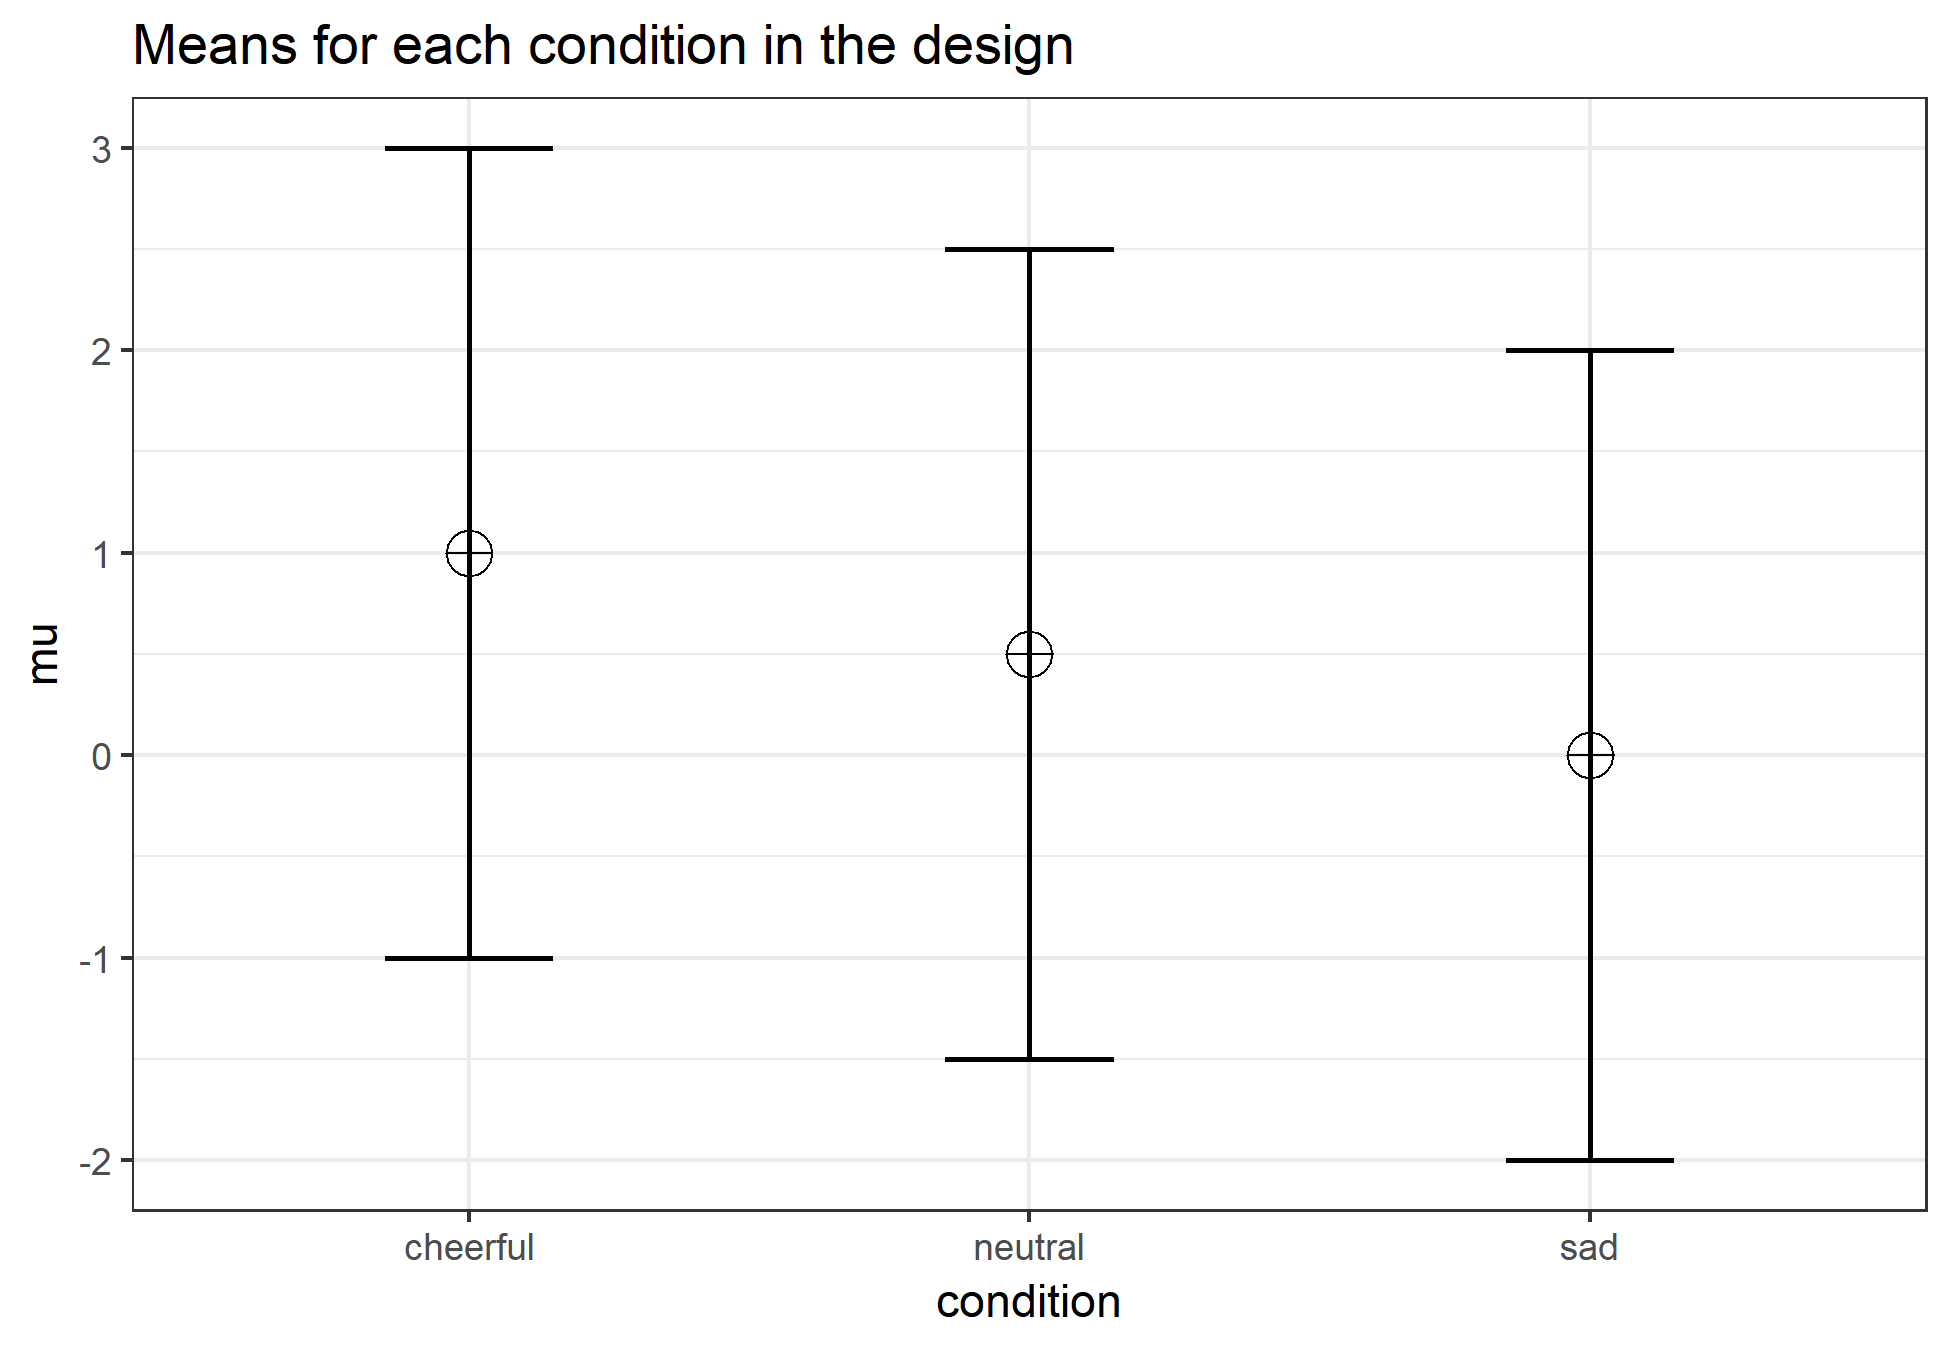 Means for each condition in the design
3
2
1
0
-1
-2
mu
cheerful neutral sad
condition